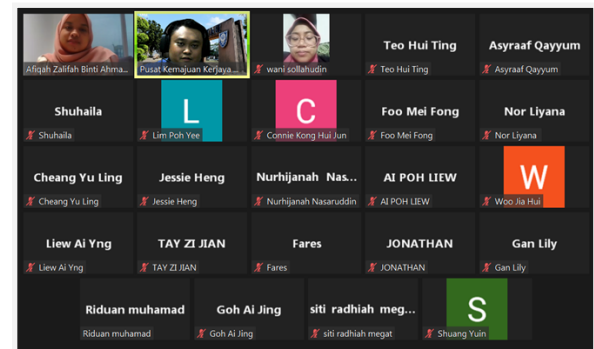 Afiqah Zalifah Binti Ahma...
Pusat Kemajuan Kerjaya ...
wani sollahudin
Teo Hui Ting
Teo Hui Ting
Asyraaf Qayyum
Asyraaf Qayyum
Shuhaila
Shuhaila
L
Lim Poh Yee
C
Connie Kong Hui Jun
Foo Mei Fong
Foo Mei Fong
Nor Liyana
Nor Liyana
Cheang Yu Ling
Cheang Yu Ling
Jessie Heng
Jessie Heng
Nurhijanah Nas...
Nurhijanah Nasaruddin
AI POH LIEW
AI POH LIEW
W
Woo Jia Hui
Liew Ai Yng
Liew Ai Yng
TAY ZI JIAN
TAY ZI JIAN
Fares
Fares
JONATHAN
JONATHAN
Gan Lily
Gan Lily
Riduan muhamad
Riduan muhamad
Goh Ai Jing
Goh Ai Jing
siti radhiah meg...
siti radhiah megat
S
Shuang Yuin